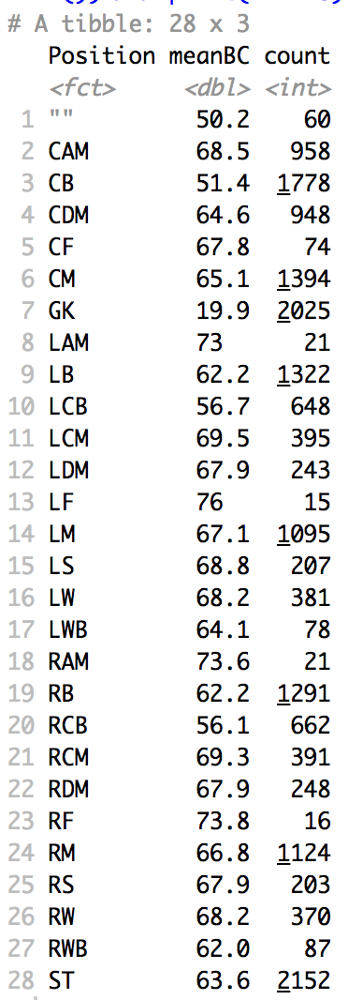 # A tibble: 28 x 3
Position meanBC count
<fct> <dbl> <int>
1 "" 50.2 60
2 CAM 68.5 958
3 CB 51.4 1778
4 CDM 64.6 948
5 CF 67.8 74
6 CM 65.1 1394
7 GK 19.9 2025
8 LAM 73 21
9 LB 62.2 1322
10 LCB 56.7 648
11 LCM 69.5 395
12 LDM 67.9 243
13 LF 76 15
14 LM 67.1 1095
15 LS 68.8 207
16 LW 68.2 381
17 LWB 64.1 78
18 RAM 73.6 21
19 RB 62.2 1291
20 RCB 56.1 662
21 RCM 69.3 391
22 RDM 67.9 248
23 RF 73.8 16
24 RM 66.8 1124
25 RS 67.9 203
26 RW 68.2 370
27 RWB 62.0 87
28 ST 63.6 2152